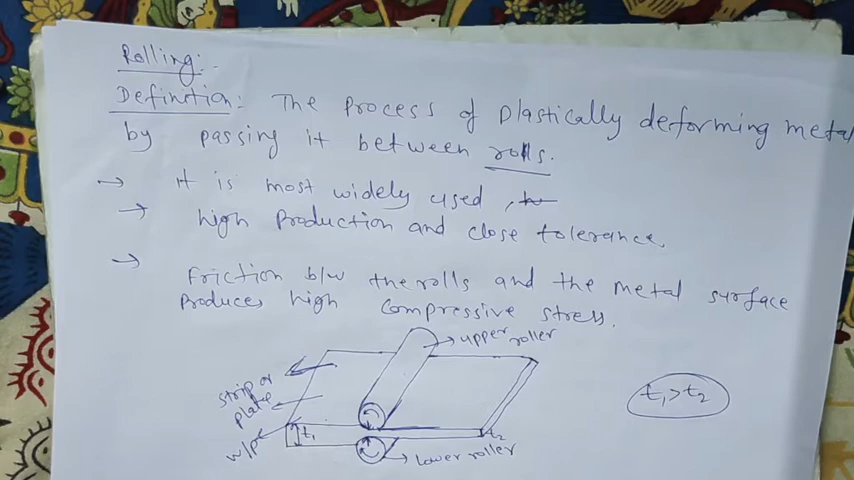 Rolling:-
Definition:- The process of plastically deforming metal
by passing it between rolls.
→ it is most widely used,
→ high production and close tolerance.
→ Friction b/w the rolls and the metal surface
produces high compressive stress.
upper roller
strip or
plate
w/p
t₁
t₂
lower roller
t₁>t₂